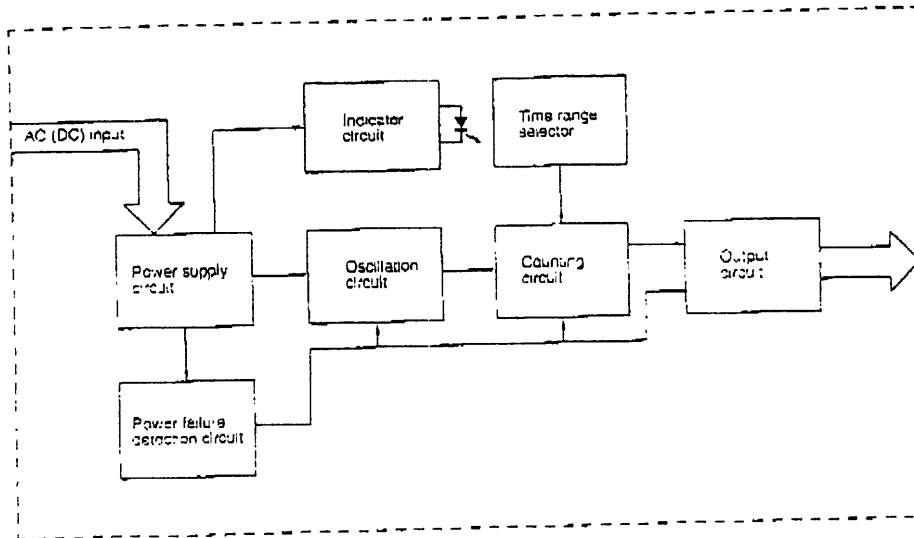 Indicator
circuit
Time range
selector
AC (DC) input
Power supply
circuit
Oscillation
circuit
Counting
circuit
Output
circuit
Power failure
detection circuit